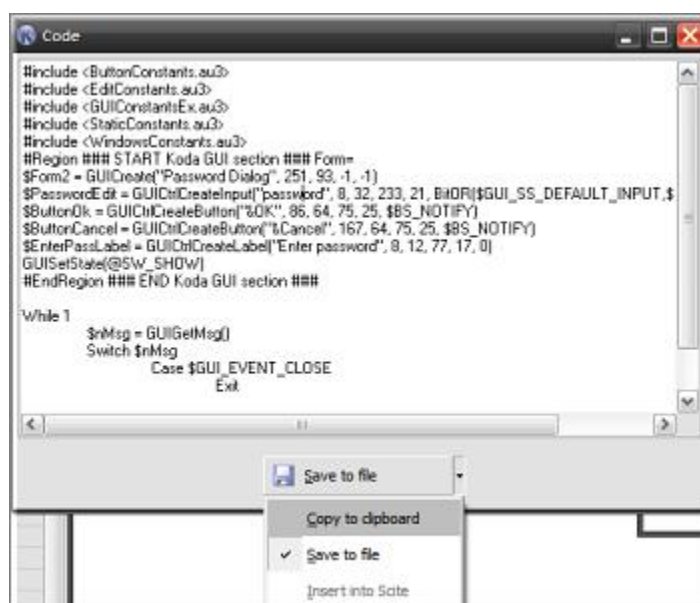 Code
#include <ButtonConstants.au3>
#include <EditConstants.au3>
#include <GUIConstantsEx.au3>
#include <StaticConstants.au3>
#include <WindowsConstants.au3>
#Region ### START Koda GUI section ### Form=
$Form2 = GUICreate("Password Dialog", 251, 93, -1, -1)
$PasswordEdit = GUICtrlCreateInput("password", 8, 32, 233, 21, BitOR($GUI_SS_DEFAULT_INPUT,$
$ButtonOk = GUICtrlCreateButton("&OK", 86, 64, 75, 25, $BS_NOTIFY)
$ButtonCancel = GUICtrlCreateButton("&Cancel", 167, 64, 75, 25, $BS_NOTIFY)
$EnterPassLabel = GUICtrlCreateLabel("Enter password", 8, 12, 77, 17, 0)
GUISetState(@SW_SHOW)
#EndRegion ### END Koda GUI section ###
While 1
$nMsg = GUIGetMsg()
Switch $nMsg
Case $GUI_EVENT_CLOSE
Exit
Save to file
Copy to clipboard
Save to file
Insert into Scite